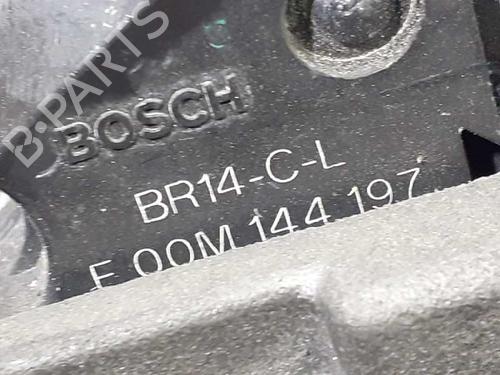 B-PARTS
BOSCH
BR14-C-L
F 00M 144 197